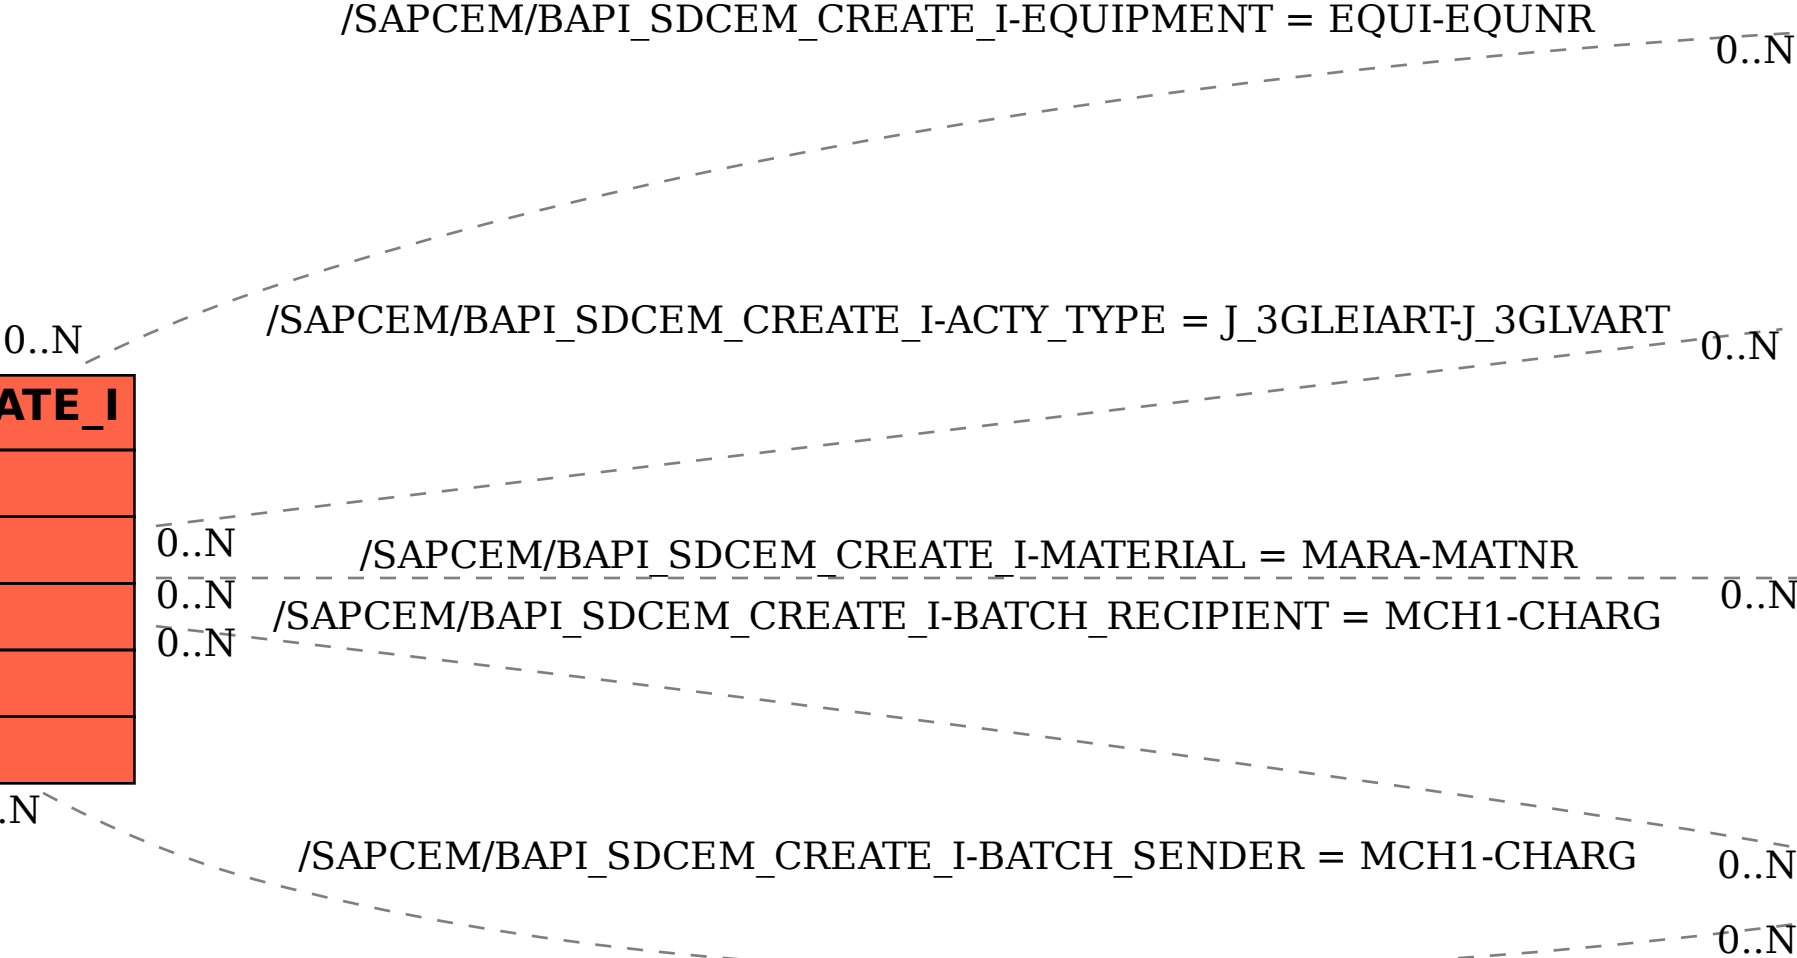 /SAPCEM/BAPI_SDCEM_CREATE_I-EQUIPMENT = EQUI-EQUNR
0..N
/SAPCEM/BAPI_SDCEM_CREATE_I-ACTY_TYPE = J_3GLEIART-J_3GLVART
0..N
0..N
ATE_I
0..N
/SAPCEM/BAPI_SDCEM_CREATE_I-MATERIAL = MARA-MATNR
0..N
0..N
/SAPCEM/BAPI_SDCEM_CREATE_I-BATCH_RECIPIENT = MCH1-CHARG
0..N
.N
/SAPCEM/BAPI_SDCEM_CREATE_I-BATCH_SENDER = MCH1-CHARG
0..N
0..N